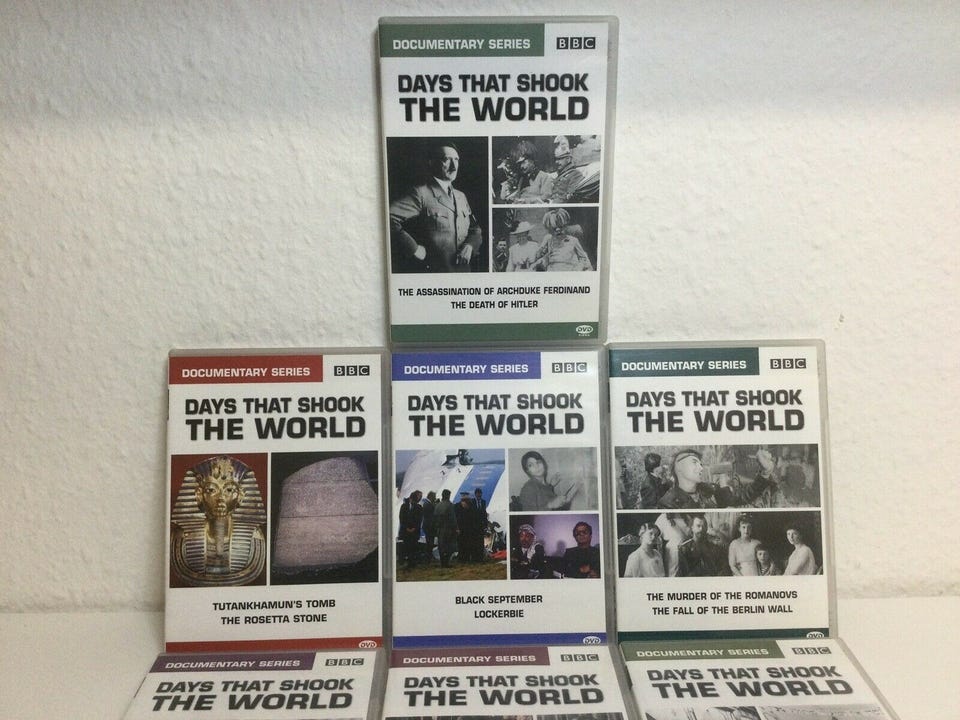 DOCUMENTARY SERIES BBC
DAYS THAT SHOOK
THE WORLD
THE ASSASSINATION OF ARCHDUKE FERDINAND
THE DEATH OF HITLER
DVD
DOCUMENTARY SERIES BBC
DAYS THAT SHOOK
THE WORLD
TUTANKHAMUN'S TOMB
THE ROSETTA STONE
DVD
DOCUMENTARY SERIES BBC
DAYS THAT SHOOK
THE WORLD
BLACK SEPTEMBER
LOCKERBIE
DVD
DOCUMENTARY SERIES BBC
DAYS THAT SHOOK
THE WORLD
THE MURDER OF THE ROMANOVS
THE FALL OF THE BERLIN WALL
DVD
DOCUMENTARY SERIES BBC
DAYS THAT SHOOK
THE WORLD
DOCUMENTARY SERIES BBC
DAYS THAT SHOOK
THE WORLD
DOCUMENTARY SERIES BBC
DAYS THAT SHOOK
THE WORLD